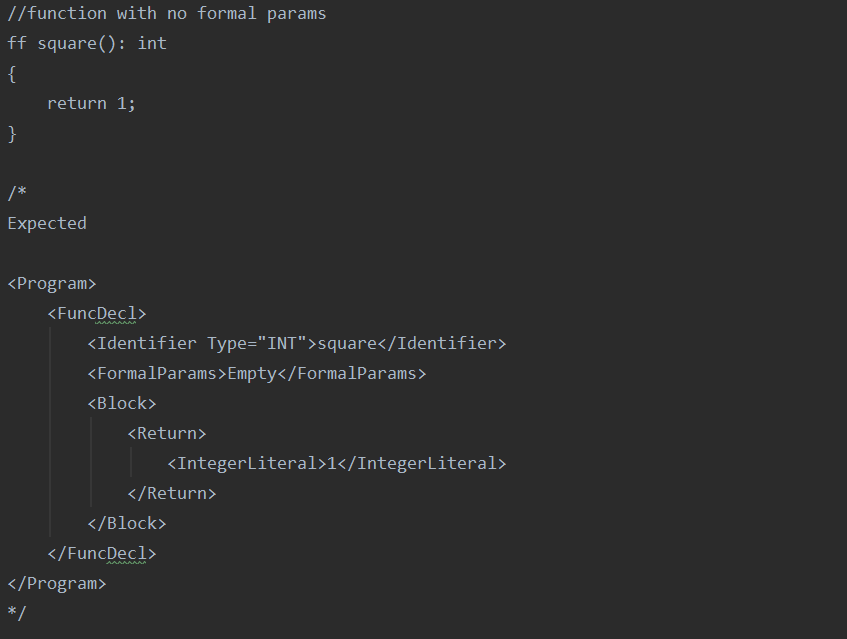 //function with no formal params
ff square(): int
{
    return 1;
}

/*
Expected

<Program>
    <FuncDecl>
        <Identifier Type="INT">square</Identifier>
        <FormalParams>Empty</FormalParams>
        <Block>
            <Return>
                <IntegerLiteral>1</IntegerLiteral>
            </Return>
        </Block>
    </FuncDecl>
</Program>
*/